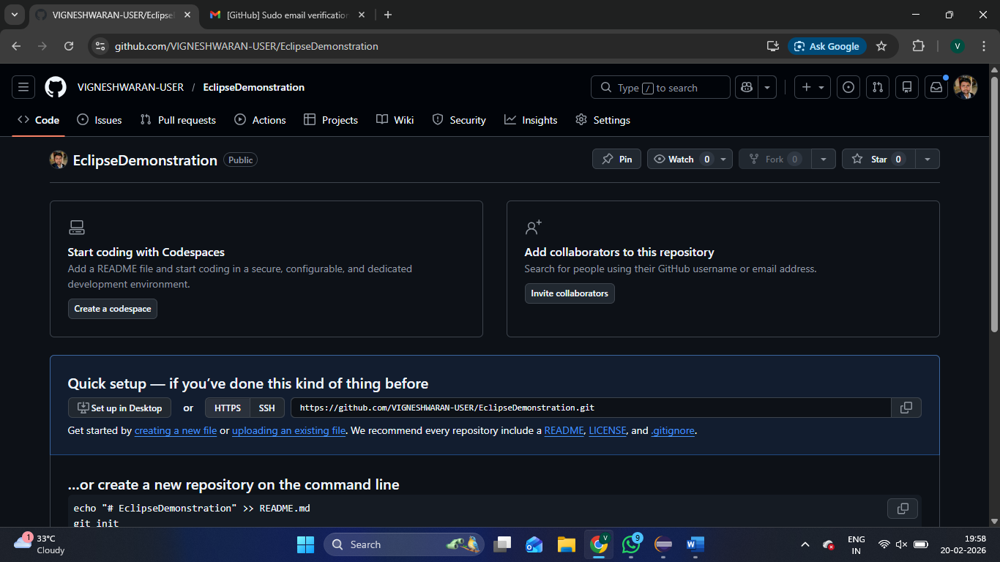 VIGNESHWARAN-USER/Eclipse
[GitHub] Sudo email verification
github.com/VIGNESHWARAN-USER/EclipseDemonstration
Ask Google
V
VIGNESHWARAN-USER / EclipseDemonstration
Type / to search
Code
Issues
Pull requests
Actions
Projects
Wiki
Security
Insights
Settings
EclipseDemonstration Public
Pin
Watch 0
Fork 0
Star 0
Start coding with Codespaces
Add a README file and start coding in a secure, configurable, and dedicated
development environment.
Create a codespace
Add collaborators to this repository
Search for people using their GitHub username or email address.
Invite collaborators
Quick setup — if you’ve done this kind of thing before
Set up in Desktop or HTTPS SSH https://github.com/VIGNESHWARAN-USER/EclipseDemonstration.git
Get started by creating a new file or uploading an existing file. We recommend every repository include a README, LICENSE, and .gitignore.
…or create a new repository on the command line
echo "# EclipseDemonstration" >> README.md
git init
1
33°C
Cloudy
Search
V
9
W
ENG
IN
19:58
20-02-2026